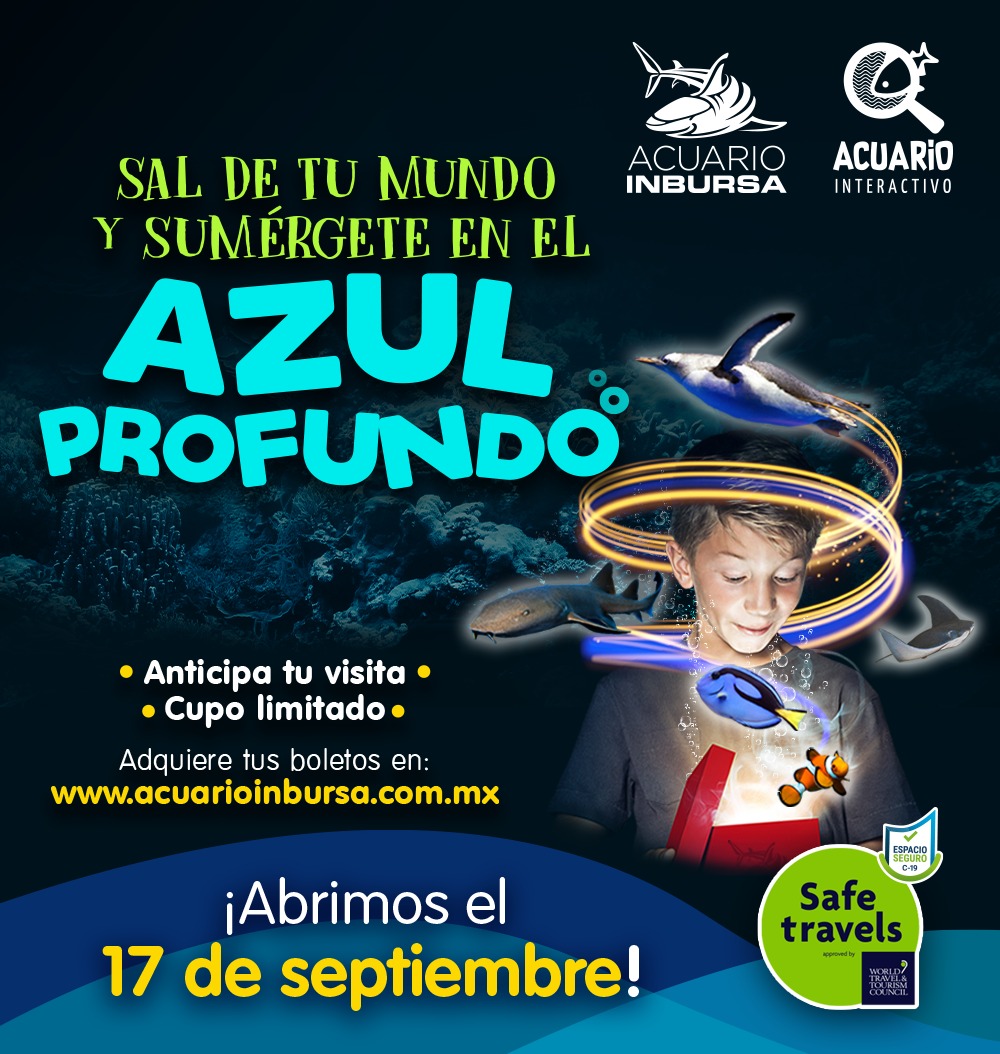 ACUARIO
INBURSA
ACUARIO
INTERACTIVO
SAL DE TU MUNDO
Y SUMÉRGETE EN EL
AZUL
PROFUNDO
• Anticipa tu visita •
• Cupo limitado •
Adquiere tus boletos en:
www.acuarioinbursa.com.mx
¡Abrimos el
17 de septiembre!
ESPACIO
SEGURO
C-19
Safe
travels
approved by
WORLD
TRAVEL &
TOURISM
COUNCIL